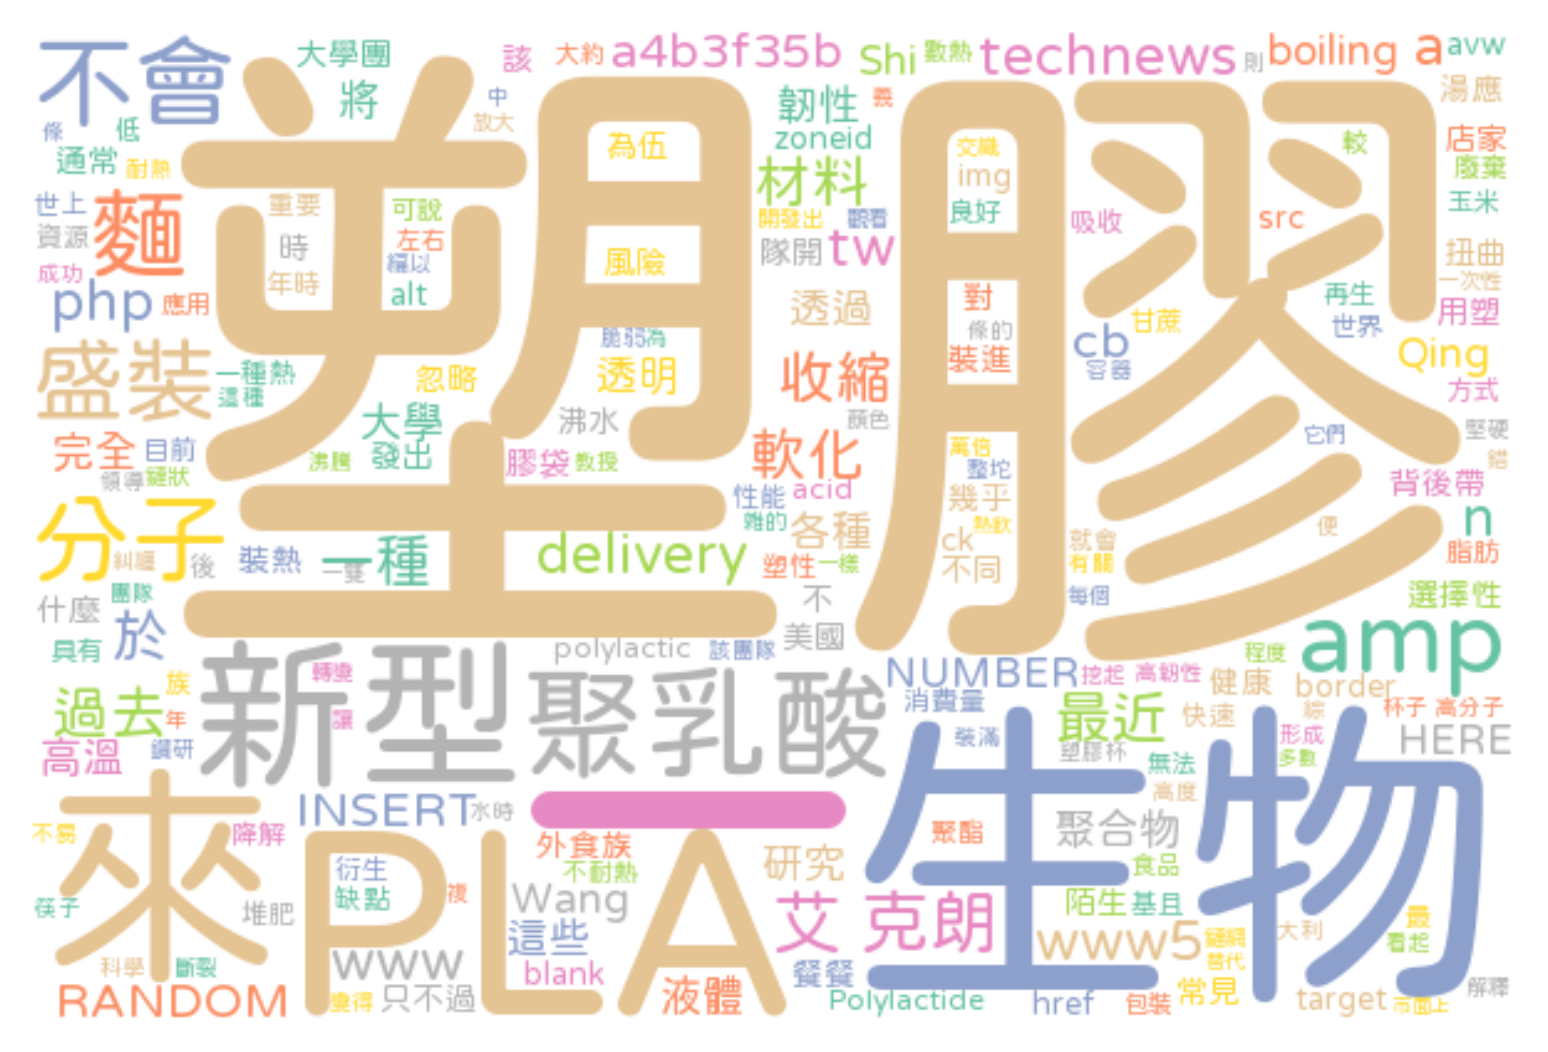 不會 大學團 將 該 大約 a4b3f35b Shi 數熱 technews 則 boiling a avw
條 低 中 放大 韌性 義 湯應
通常 耐熱 為伍 zoneid 交織 較 店家
世上 麵 重要 可說 材料 img 廢棄
資源 時 左右 開發出 觀看 良好 吸收 src 玉米
成功 年時 編以 風險 隊開 tw 扭曲
php 應用 alt 透過 對 再生 一次性
塑膠
盛裝 一種熱 脆弱 為 條的 cb 甘蔗 世界 用塑
這種 忽略 透明 收縮 裝進 容器 Qing
大學 沸水 顏色 方式
完全 目前 發出 軟化 萬倍 它們 堅硬
領導 鏈狀 沸騰 膠袋 教授 整坨 錯
分子 性能 acid 幾乎 背後帶
糾纏 後 裝熱 一種 一雙 delivery 雜的 各種 熱飲 ck 就會 便 n
塑性 一樣 不同 有關 脂肪
什麼 團隊 不 每個 選擇性
具有 於 polylactic 該團隊 美國 amp
新型 聚乳酸 NUMBER 挖起 高韌性 程度
族 轉變 健康 border
過去 年 讓 消費量 最近 快速 綜 杯子 高分子
高溫 鑽研 裝滿 塑膠杯 無法 形成 多數 HERE
生物
來 INSERT 水時 一 高度
不易 降解 PLA 外食族 聚酯 聚合物
衍生 不耐熱 研究 食品
筷子 堆肥 缺點 複 Wang 艾克朗 陌生 基且 最
www 這些 www5 鏈網 大利 看起
科學 斷裂 blank 餐餐 替代
RANDOM 變得 只不過 液體 Polylactide href 包裝 常見 target 市面上 解釋